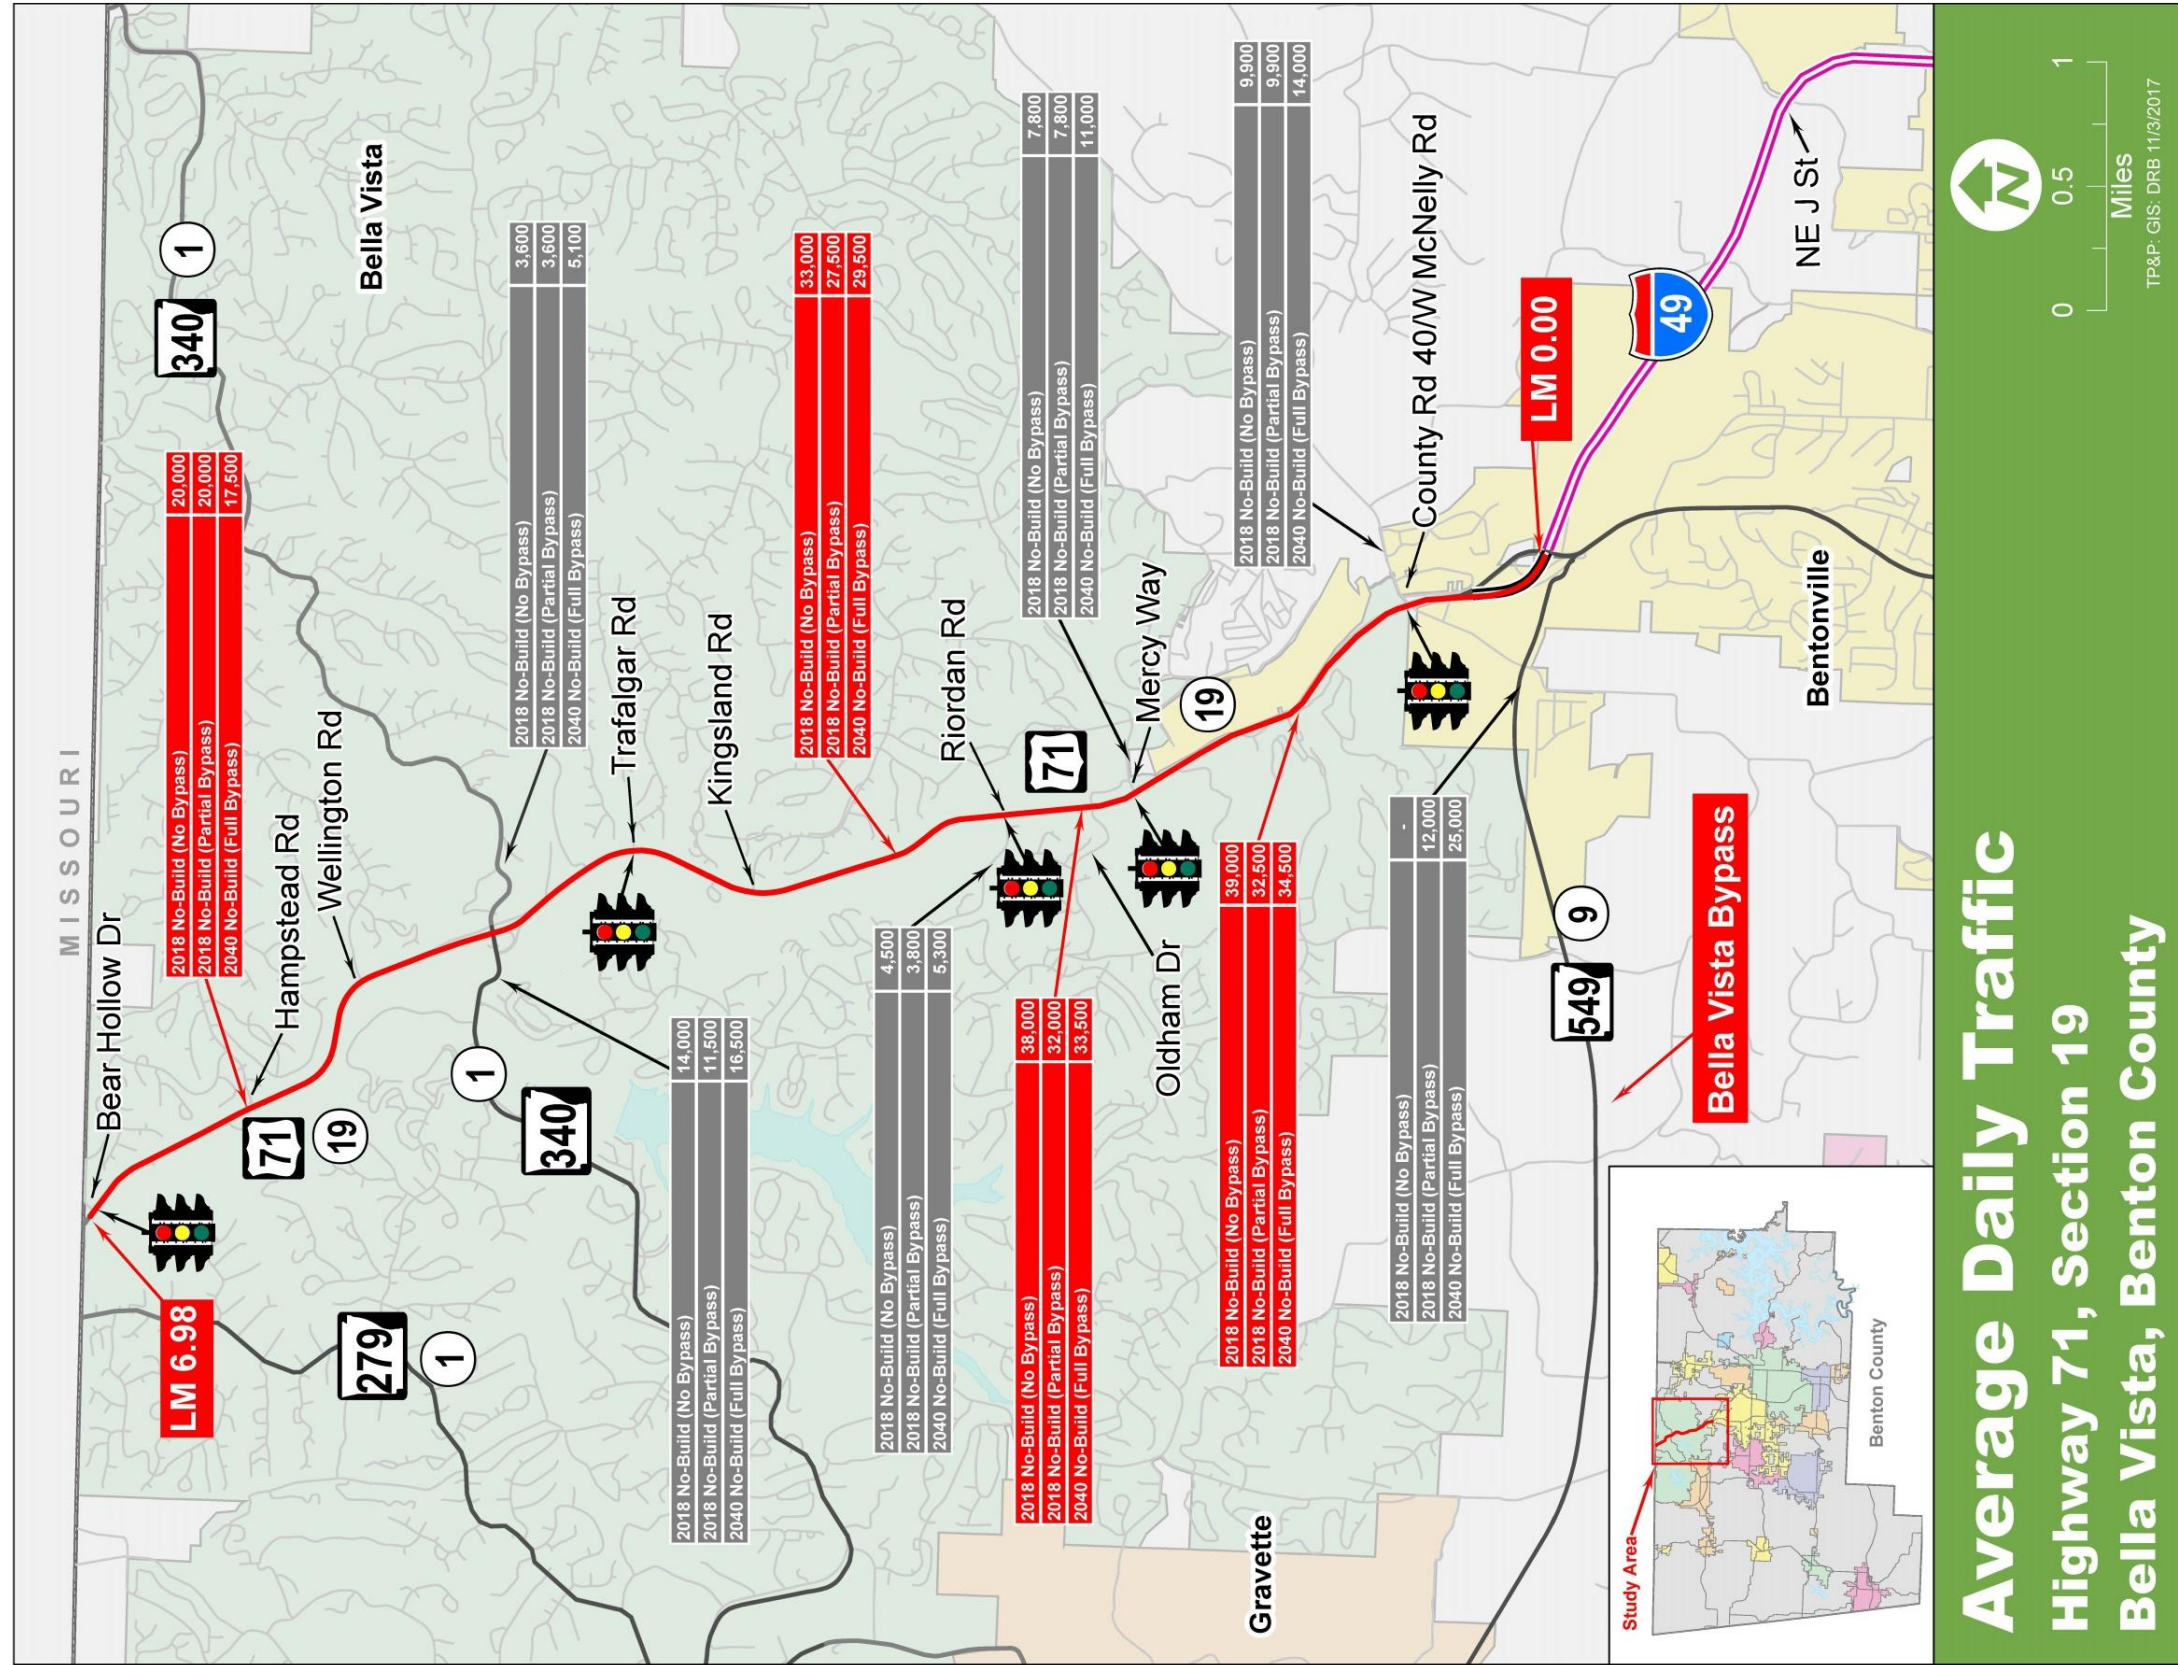 MISSOURI
LM 6.98
Bear Hollow Dr
2018 No-Build (No Bypass) 20,000
2018 No-Build (Partial Bypass) 20,000
2040 No-Build (Full Bypass) 17,500
340
1
71
19
Hampstead Rd
Wellington Rd
Bella Vista
279
1
1
340
2018 No-Build (No Bypass) 3,600
2018 No-Build (Partial Bypass) 3,600
2040 No-Build (Full Bypass) 5,100
Trafalgar Rd
2018 No-Build (No Bypass) 14,000
2018 No-Build (Partial Bypass) 11,500
2040 No-Build (Full Bypass) 16,500
Kingsland Rd
2018 No-Build (No Bypass) 33,000
2018 No-Build (Partial Bypass) 27,500
2040 No-Build (Full Bypass) 29,500
2018 No-Build (No Bypass) 4,500
2018 No-Build (Partial Bypass) 3,800
2040 No-Build (Full Bypass) 5,300
Riordan Rd
71
2018 No-Build (No Bypass) 38,000
2018 No-Build (Partial Bypass) 32,000
2040 No-Build (Full Bypass) 33,500
2018 No-Build (No Bypass) 7,800
2018 No-Build (Partial Bypass) 7,800
2040 No-Build (Full Bypass) 11,000
Oldham Dr
Mercy Way
19
2018 No-Build (No Bypass) 39,000
2018 No-Build (Partial Bypass) 32,500
2040 No-Build (Full Bypass) 34,500
2018 No-Build (No Bypass) 9,900
2018 No-Build (Partial Bypass) 9,900
2040 No-Build (Full Bypass) 14,000
Gravette
2018 No-Build (No Bypass) -
2018 No-Build (Partial Bypass) 12,000
2040 No-Build (Full Bypass) 25,000
County Rd 40/W McNelly Rd
LM 0.00
549
9
49
Bella Vista Bypass
Bentonville
NE J St
Study Area
Benton County
Average Daily Traffic
Highway 71, Section 19
Bella Vista, Benton County
N
0 0.5 1
Miles
TP&P: GIS: DRB 11/3/2017